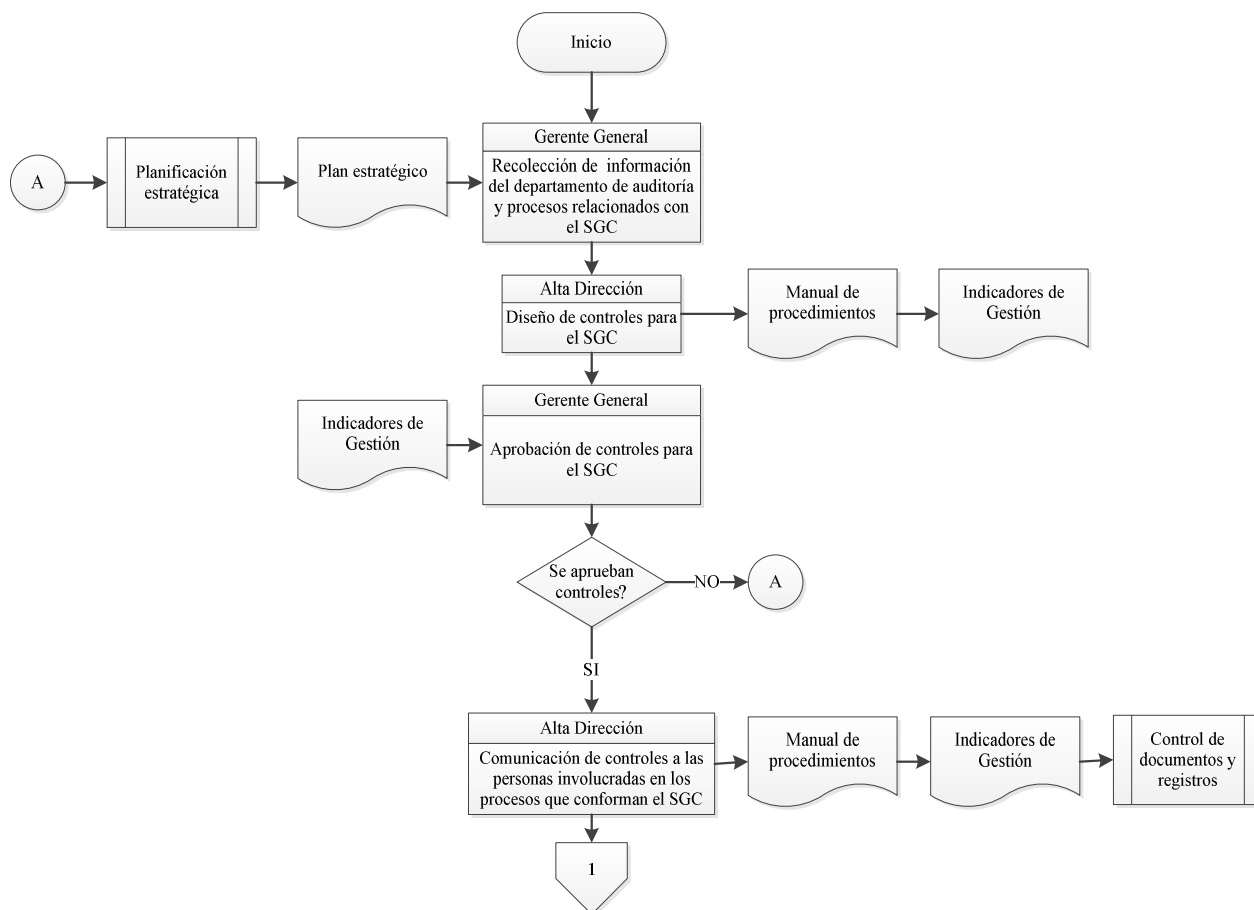 Inicio
A
Planificación
estratégica
Plan estratégico
Gerente General
Recolección de información
del departamento de auditoría
y procesos relacionados con
el SGC
Alta Dirección
Diseño de controles para
el SGC
Manual de
procedimientos
Indicadores de
Gestión
Indicadores de
Gestión
Gerente General
Aprobación de controles para
el SGC
Se aprueban
controles?
NO
A
SI
Alta Dirección
Comunicación de controles a las
personas involucradas en los
procesos que conforman el SGC
Manual de
procedimientos
Indicadores de
Gestión
Control de
documentos y
registros
1